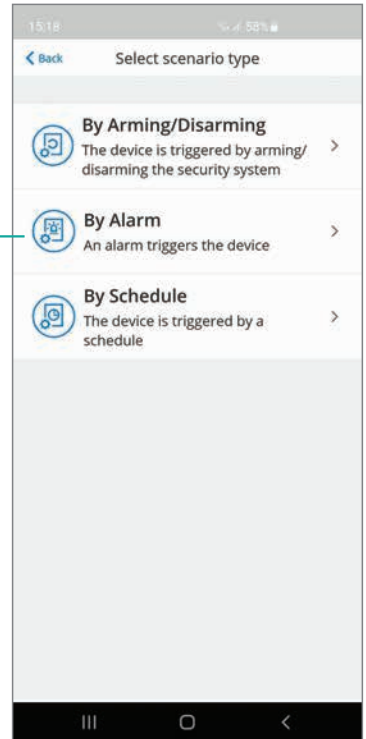 15:18 58%
Back Select scenario type
By Arming/Disarming
The device is triggered by arming/
disarming the security system
By Alarm
An alarm triggers the device
By Schedule
The device is triggered by a
schedule